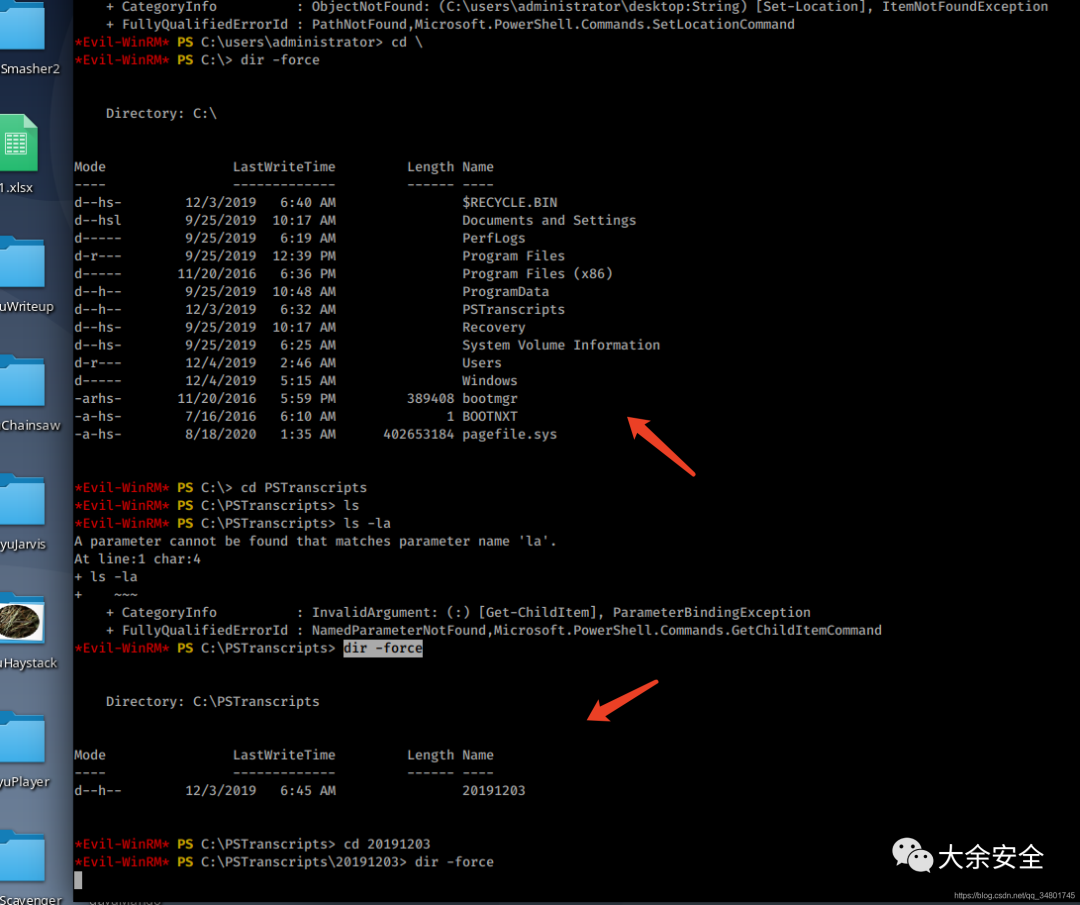 + CategoryInfo          : ObjectNotFound: (C:\users\administrator\desktop:String) [Set-Location], ItemNotFoundException
+ FullyQualifiedErrorId : PathNotFound,Microsoft.PowerShell.Commands.SetLocationCommand
*Evil-WinRM* PS C:\users\administrator> cd \
*Evil-WinRM* PS C:\> dir -force
Smasher2
Directory: C:\
Mode                LastWriteTime         Length Name
----                -------------         ------ ----
1.xlsx
d--hs-        12/3/2019   6:40 AM                $RECYCLE.BIN
d--hsl        9/25/2019  10:17 AM                Documents and Settings
d-----        9/25/2019   6:19 AM                PerfLogs
d-r---        9/25/2019  12:39 PM                Program Files
d-----       11/20/2016   6:36 PM                Program Files (x86)
d--h--        9/25/2019  10:48 AM                ProgramData
d--h--        12/3/2019   6:32 AM                PSTranscripts
uWriteup
d--hs-        9/25/2019  10:17 AM                Recovery
d--hs-        9/25/2019   6:25 AM                System Volume Information
d-r---        12/4/2019   2:46 AM                Users
d-----        12/4/2019   5:15 AM                Windows
-arhs-       11/20/2016   5:59 PM         389408 bootmgr
-a-hs-        7/16/2016   6:10 AM              1 BOOTNXT
Chainsaw
-a-hs-        8/18/2020   1:35 AM      402653184 pagefile.sys
*Evil-WinRM* PS C:\> cd PSTranscripts
*Evil-WinRM* PS C:\PSTranscripts> ls
*Evil-WinRM* PS C:\PSTranscripts> ls -la
A parameter cannot be found that matches parameter name 'la'.
yuJarvis
At line:1 char:4
+ ls -la
+    ~~~
+ CategoryInfo          : InvalidArgument: (:) [Get-ChildItem], ParameterBindingException
+ FullyQualifiedErrorId : NamedParameterNotFound,Microsoft.PowerShell.Commands.GetChildItemCommand
*Evil-WinRM* PS C:\PSTranscripts> dir -force
uHaystack
Directory: C:\PSTranscripts
Mode                LastWriteTime         Length Name
----                -------------         ------ ----
yuPlayer
d--h--        12/3/2019   6:45 AM                20191203
*Evil-WinRM* PS C:\PSTranscripts> cd 20191203
*Evil-WinRM* PS C:\PSTranscripts\20191203> dir -force
大余安全
https://blog.csdn.net/qq_34801745
Scavenger